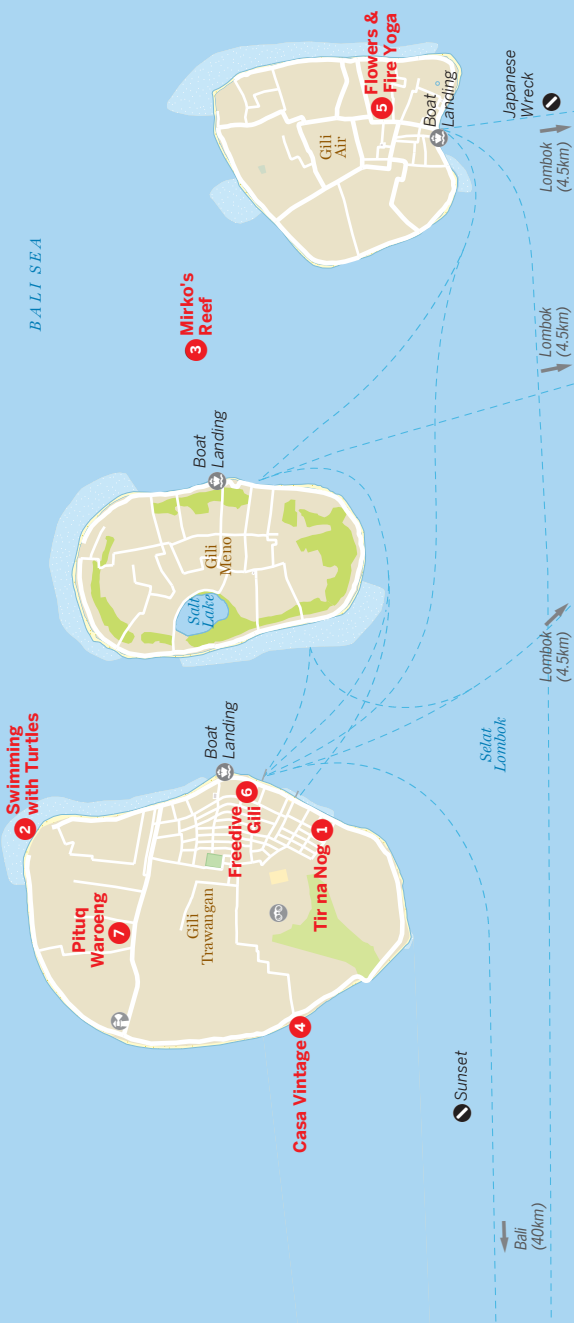 BALI SEA
2 Swimming
with Turtles
Pituq
Waroeng
7
Gili
Trawangan
Boat
Landing
Freedive
Gili
6
Tir na Nog 1
Casa Vintage 4
Sunset
Bali
(40km)
Salt
Lake
Gili
Meno
Boat
Landing
3 Mirko's
Reef
Selat
Lombok
Lombok
(4.5km)
Lombok
(4.5km)
Gili
Air
5 Flowers &
Fire Yoga
Boat
Landing
Japanese
Wreck
Lombok
(4.5km)